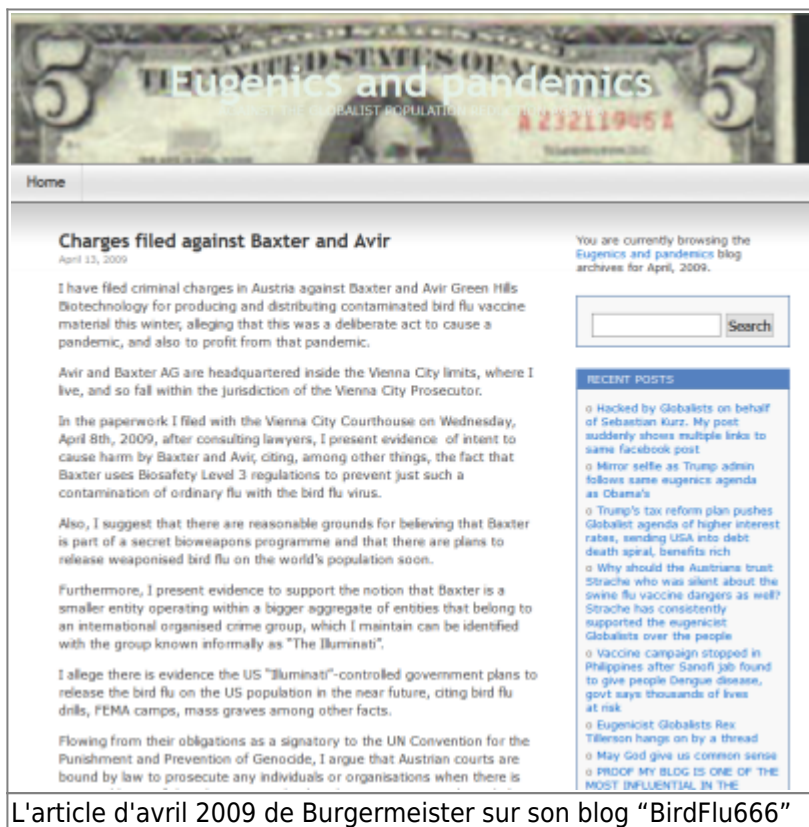 5 THE UNITED STATES OF AMERICA 5
Eugenics and pandemics
THE GLOBALIST POPULATION
A 23211946 A
Home
Charges filed against Baxter and Avir
April 13, 2009
I have filed criminal charges in Austria against Baxter and Avir Green Hills
Biotechnology for producing and distributing contaminated bird flu vaccine
material this winter, alleging that this was a deliberate act to cause a
pandemic, and also to profit from that pandemic.
Avir and Baxter AG are headquartered inside the Vienna City limits, where I
live, and so fall within the jurisdiction of the Vienna City Prosecutor.
In the paperwork I filed with the Vienna City Courthouse on Wednesday,
April 8th, 2009, after consulting lawyers, I present evidence of intent to
cause harm by Baxter and Avir, citing, among other things, the fact that
Baxter uses Biosafety Level 3 regulations to prevent just such a
contamination of ordinary flu with the bird flu virus.
Also, I suggest that there are reasonable grounds for believing that Baxter
is part of a secret bioweapons programme and that there are plans to
release weaponised bird flu on the world's population soon.
Furthermore, I present evidence to support the notion that Baxter is a
smaller entity operating within a bigger aggregate of entities that belong to
an international organised crime group, which I maintain can be identified
with the group known informally as "The Illuminati".
I allege there is evidence the US "Illuminati"-controlled government plans to
release the bird flu on the US population in the near future, citing bird flu
drills, FEMA camps, mass graves among other facts.
Flowing from their obligations as a signatory to the UN Convention for the
Punishment and Prevention of Genocide, I argue that Austrian courts are
bound by law to prosecute any individuals or organisations when there is
You are currently browsing the
Eugenics and pandemics blog
archives for April, 2009.
Search
RECENT POSTS
o Hacked by Globalists on behalf
of Sebastian Kurz. My post
suddenly shows multiple links to
same facebook post
o Mirror selfie as Trump admin
follows same eugenics agenda
as Obama's
o Trump's tax reform plan pushes
Globalist agenda of higher interest
rates, sending USA into debt
death spiral, benefits rich
o Why should the Austrians trust
Strache who was silent about the
swine flu vaccine dangers as well?
Strache has consistently
supported the eugenicist
Globalists over the people
o Vaccine campaign stopped in
Philippines after Sanofi jab found
to give people Dengue disease,
govt says thousands of lives
at risk
o Eugenicist Globalists Rex
Tillerson hangs on by a thread
o May God give us common sense
o PROOF MY BLOG IS ONE OF THE
MOST INFLUENTIAL IN THE
L'article d'avril 2009 de Burgermeister sur son blog “BirdFlu666”